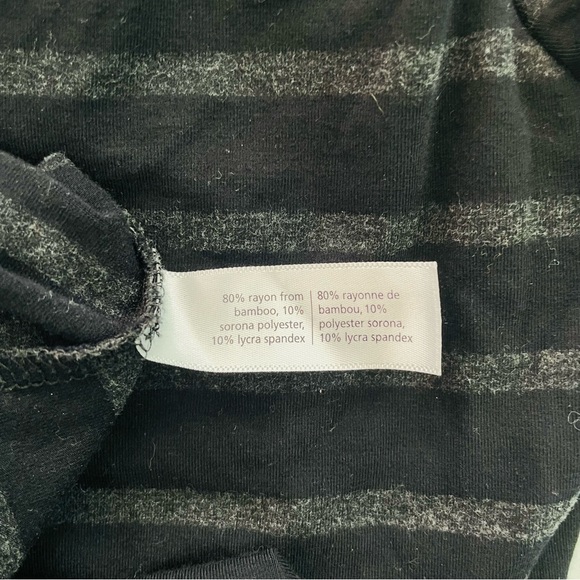 80% rayon from
bamboo, 10%
sorona polyester,
10% lycra spandex
80% rayonne de
bambou, 10%
polyester sorona,
10% lycra spandex